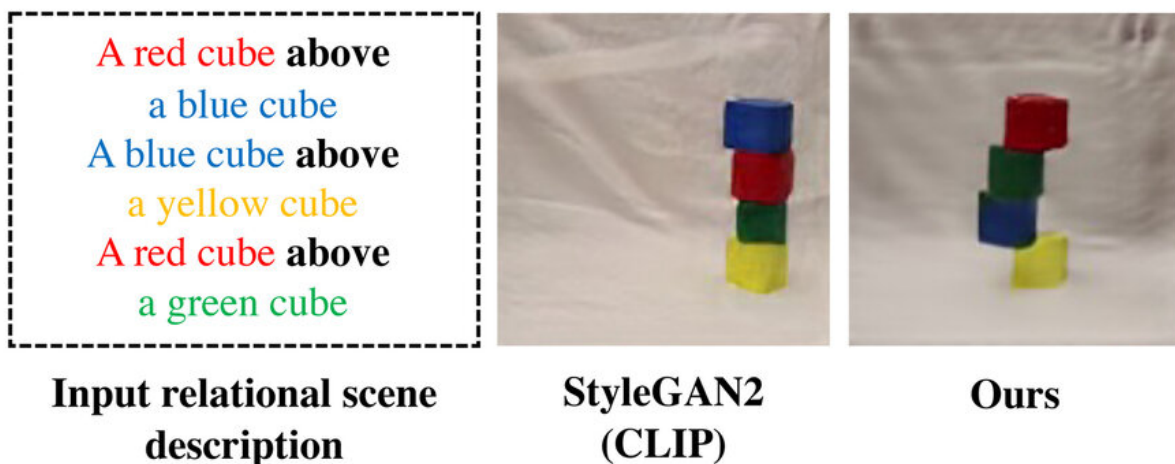 A red cube above
a blue cube
A blue cube above
a yellow cube
A red cube above
a green cube
Input relational scene
description
StyleGAN2
(CLIP)
Ours